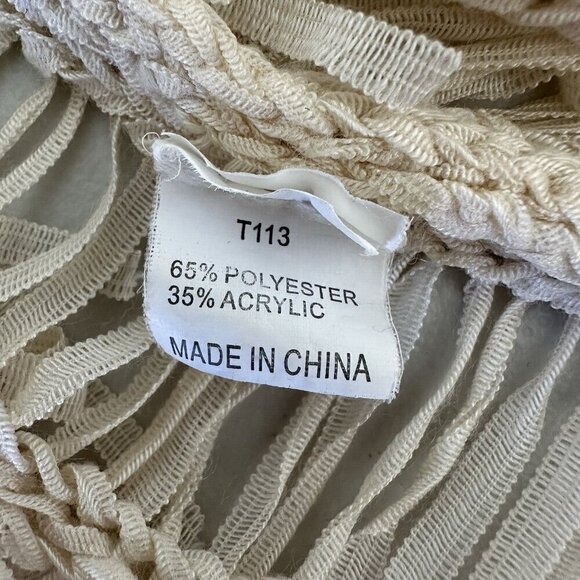 T113
65% POLYESTER
35% ACRYLIC
MADE IN CHINA